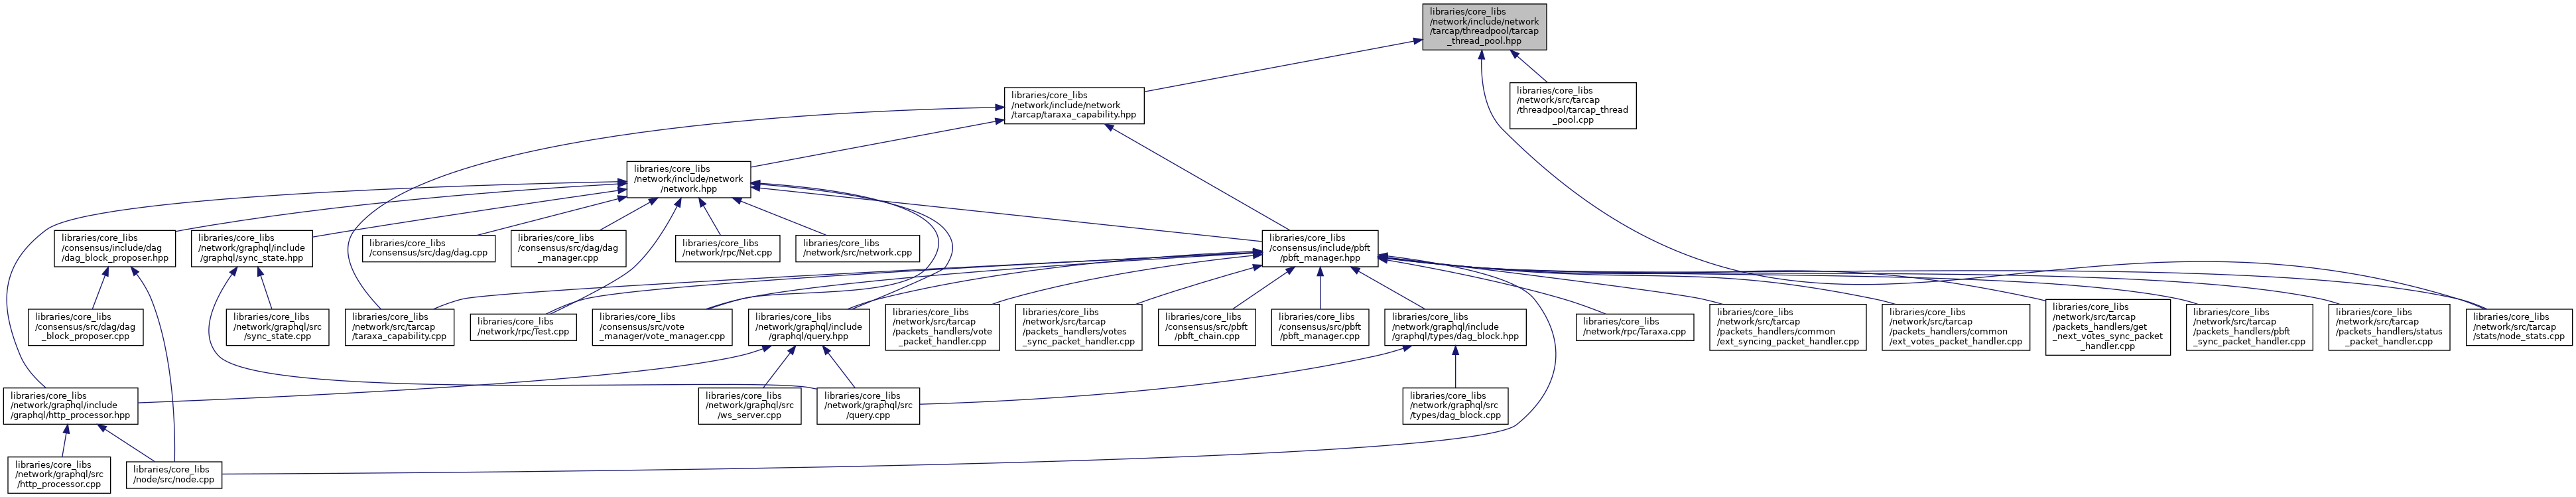 libraries/core_libs
/network/include/network
/tarcap/threadpool/tarcap
_thread_pool.hpp
libraries/core_libs
/network/include/network
/tarcap/taraxa_capability.hpp
libraries/core_libs
/network/src/tarcap
/threadpool/tarcap_thread
_pool.cpp
libraries/core_libs
/network/include/network
/network.hpp
libraries/core_libs
/consensus/include/dag
/dag_block_proposer.hpp
libraries/core_libs
/network/graphql/include
/graphql/sync_state.hpp
libraries/core_libs
/consensus/src/dag/dag.cpp
libraries/core_libs
/consensus/src/dag/dag
_manager.cpp
libraries/core_libs
/network/rpc/Net.cpp
libraries/core_libs
/network/src/network.cpp
libraries/core_libs
/consensus/include/pbft
/pbft_manager.hpp
libraries/core_libs
/consensus/src/dag/dag
_block_proposer.cpp
libraries/core_libs
/network/graphql/src
/sync_state.cpp
libraries/core_libs
/network/src/tarcap
/taraxa_capability.cpp
libraries/core_libs
/network/rpc/Test.cpp
libraries/core_libs
/consensus/src/vote
_manager/vote_manager.cpp
libraries/core_libs
/network/graphql/include
/graphql/query.hpp
libraries/core_libs
/network/src/tarcap
/packets_handlers/vote
_packet_handler.cpp
libraries/core_libs
/network/src/tarcap
/packets_handlers/votes
_sync_packet_handler.cpp
libraries/core_libs
/consensus/src/pbft
/pbft_chain.cpp
libraries/core_libs
/consensus/src/pbft
/pbft_manager.cpp
libraries/core_libs
/network/graphql/include
/graphql/types/dag_block.hpp
libraries/core_libs
/network/rpc/Taraxa.cpp
libraries/core_libs
/network/src/tarcap
/packets_handlers/common
/ext_syncing_packet_handler.cpp
libraries/core_libs
/network/src/tarcap
/packets_handlers/common
/ext_votes_packet_handler.cpp
libraries/core_libs
/network/src/tarcap
/packets_handlers/get
_next_votes_sync_packet
_handler.cpp
libraries/core_libs
/network/src/tarcap
/packets_handlers/pbft
_sync_packet_handler.cpp
libraries/core_libs
/network/src/tarcap
/packets_handlers/status
_packet_handler.cpp
libraries/core_libs
/network/src/tarcap
/stats/node_stats.cpp
libraries/core_libs
/network/graphql/include
/graphql/http_processor.hpp
libraries/core_libs
/network/graphql/src
/ws_server.cpp
libraries/core_libs
/network/graphql/src
/query.cpp
libraries/core_libs
/network/graphql/src
/types/dag_block.cpp
libraries/core_libs
/network/graphql/src
/http_processor.cpp
libraries/core_libs
/node/src/node.cpp